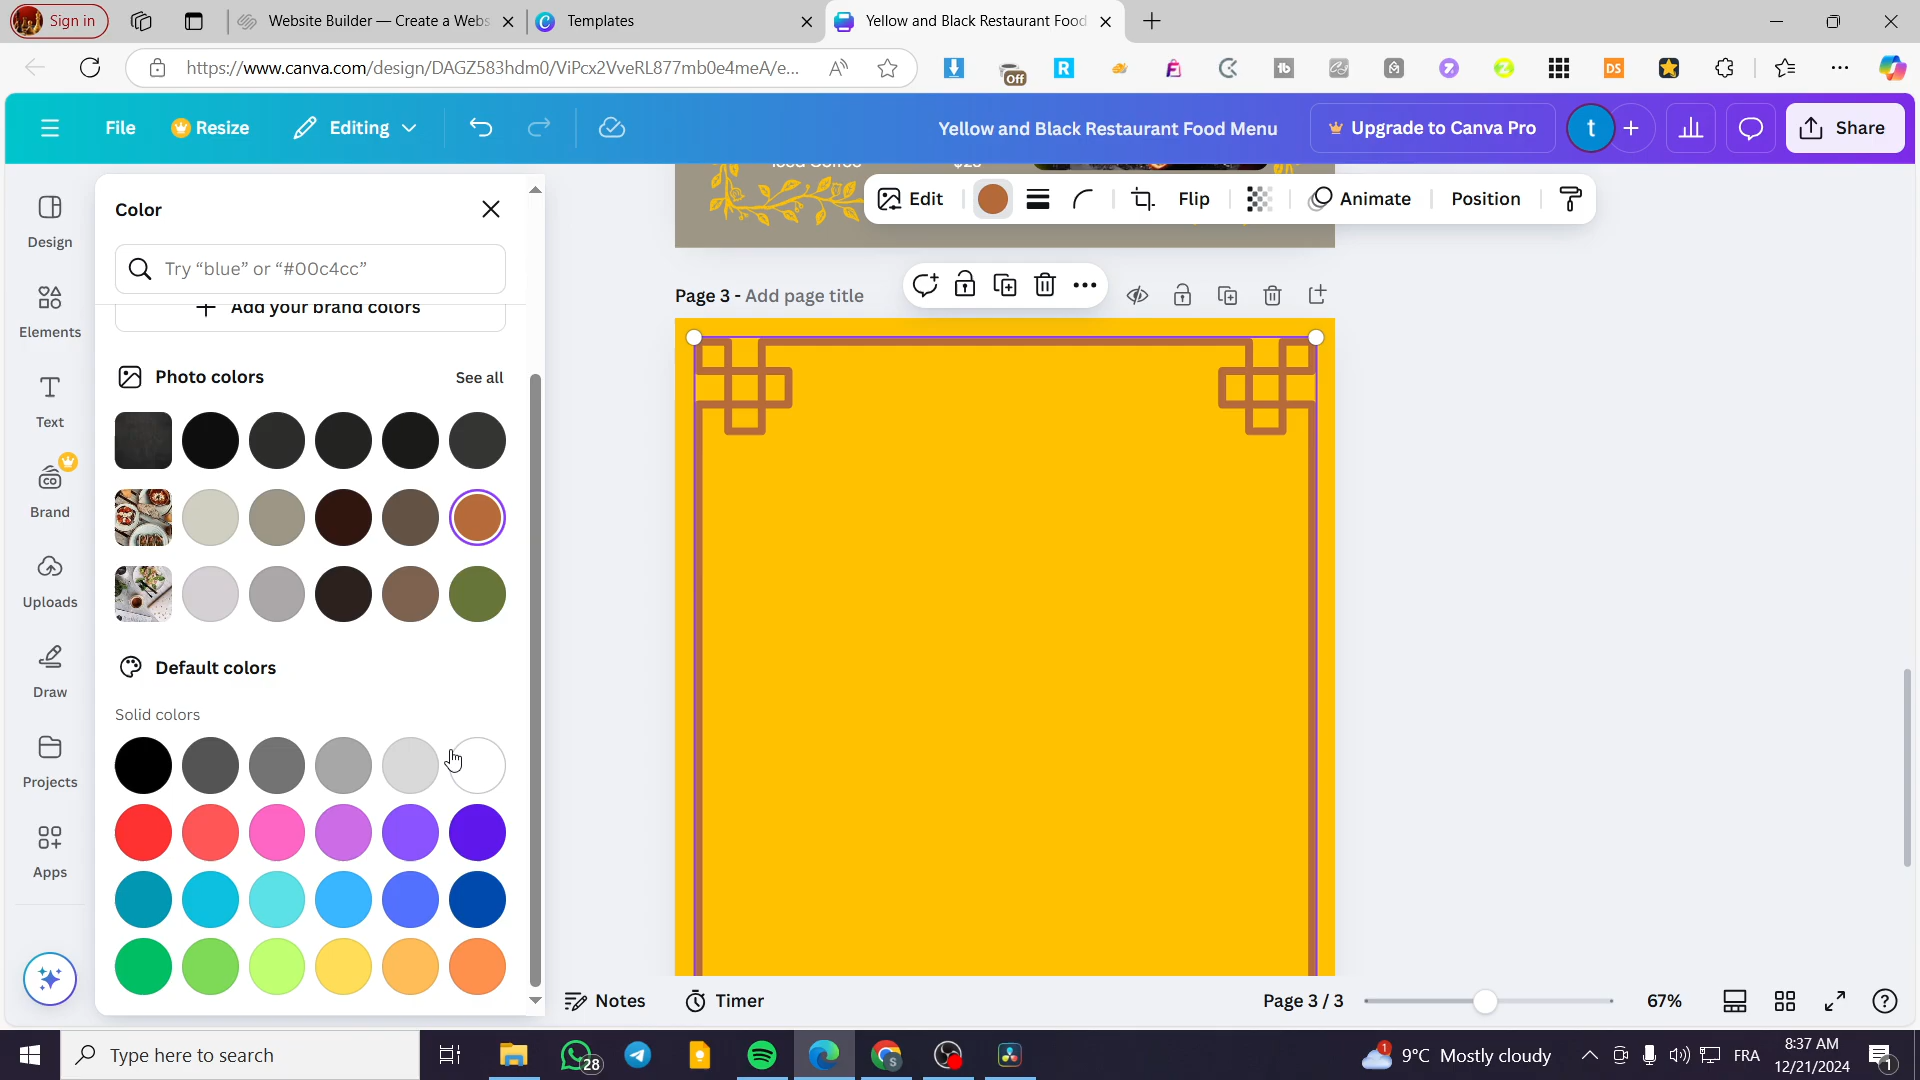 Sign in
Website Builder — Create a Webs
Templates
Yellow and Black Restaurant Food
https://www.canva.com/design/DAGZ583hdm0/ViPcx2VveRL877mb0e4meA/e...
Off
File
Resize
Editing
Yellow and Black Restaurant Food Menu
Upgrade to Canva Pro
t
Share
Design
Elements
Text
Brand
Uploads
Draw
Projects
Apps
Color
Try “blue” or “#00c4cc”
Add your brand colors
Photo colors
See all
Default colors
Solid colors
Edit
Flip
Animate
Position
Page 3 - Add page title
Notes
Timer
Page 3 / 3
67%
Type here to search
28
9°C Mostly cloudy
FRA
8:37 AM
12/21/2024
1